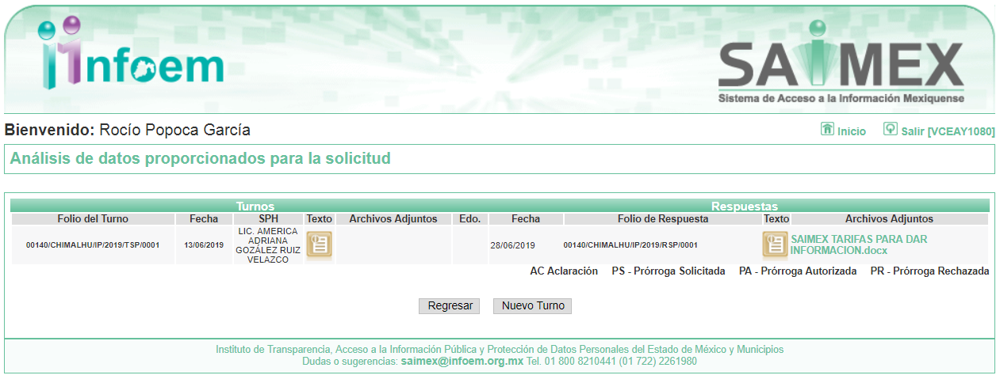 infoem
SAIMEX
Sistema de Acceso a la Información Mexiquense
Bienvenido: Rocío Popoca García
Inicio Salir [VCEAY1080]
Análisis de datos proporcionados para la solicitud
Turnos Respuestas
Folio del Turno Fecha SPH Texto Archivos Adjuntos Edo. Fecha Folio de Respuesta Texto Archivos Adjuntos
00140/CHIMALHU/IP/2019/TSP/0001 13/06/2019 LIC. AMERICA
ADRIANA
GOZÁLEZ RUIZ
VELAZCO
28/06/2019 00140/CHIMALHU/IP/2019/RSP/0001 SAIMEX TARIFAS PARA DAR
INFORMACION.docx
AC Aclaración PS - Prórroga Solicitada PA - Prórroga Autorizada PR - Prórroga Rechazada
Regresar Nuevo Turno
Instituto de Transparencia, Acceso a la Información Pública y Protección de Datos Personales del Estado de México y Municipios
Dudas o sugerencias: saimex@infoem.org.mx Tel. 01 800 8210441 (01 722) 2261980